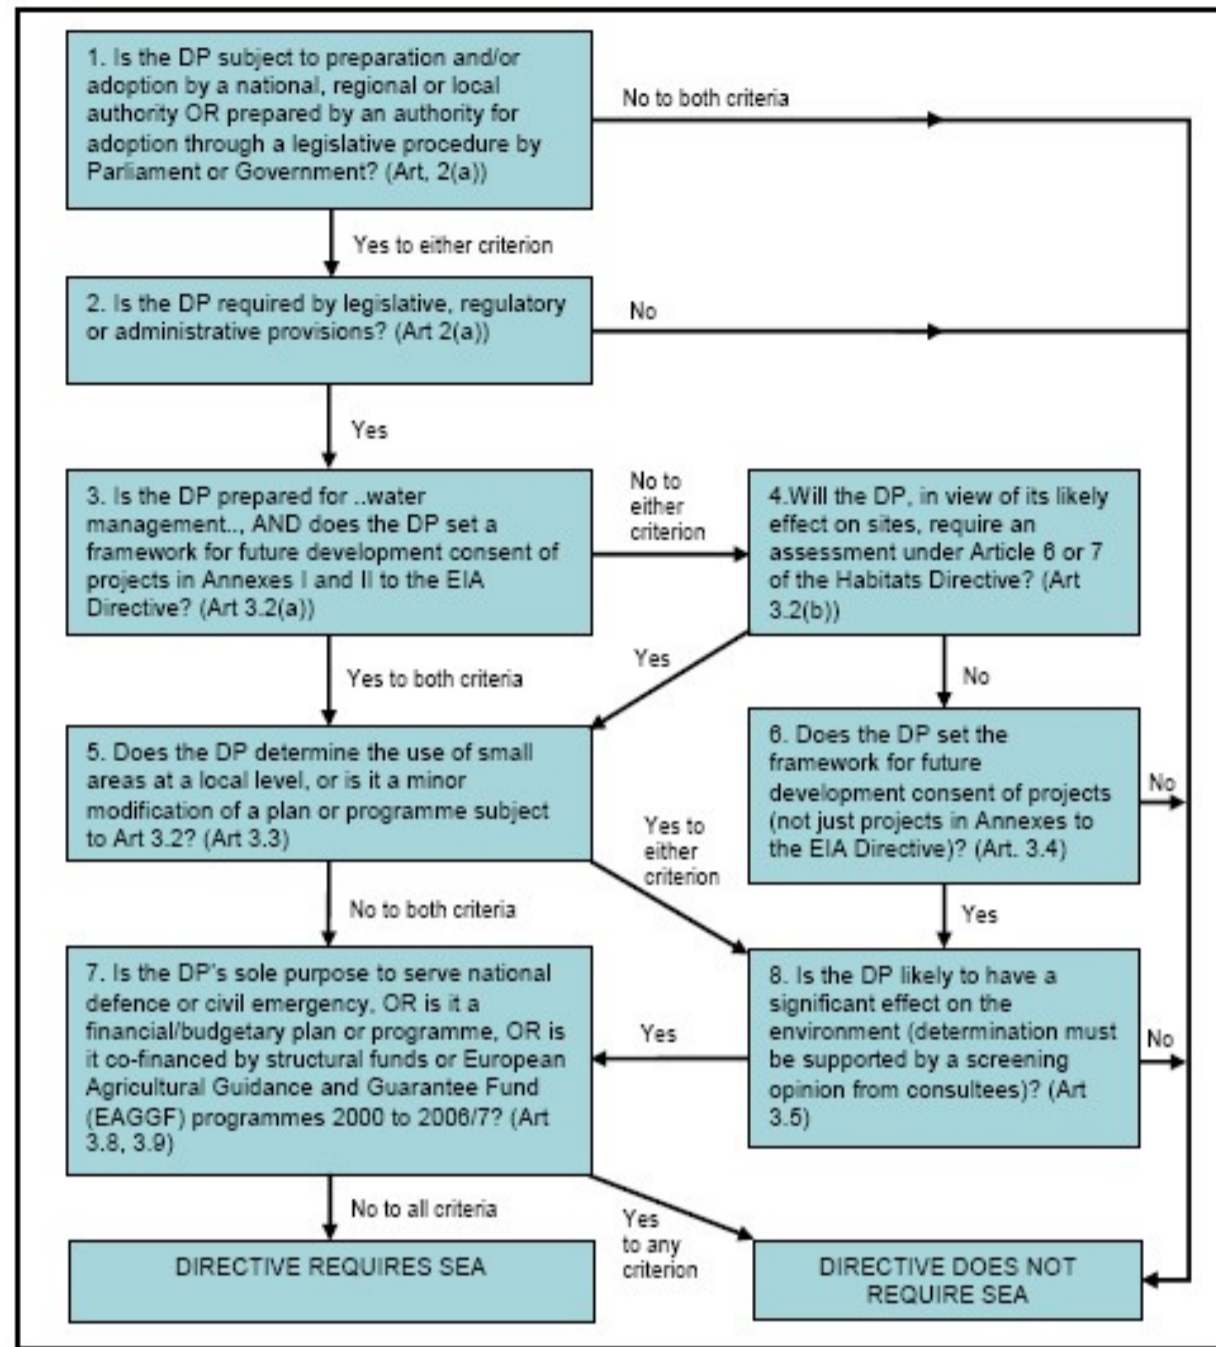 1. Is the DP subject to preparation and/or
adoption by a national, regional or local
authority OR prepared by an authority for
adoption through a legislative procedure by
Parliament or Government? (Art, 2(a))
No to both criteria
Yes to either criterion
2. Is the DP required by legislative, regulatory
or administrative provisions? (Art 2(a))
No
Yes
3. Is the DP prepared for ..water
management.., AND does the DP set a
framework for future development consent of
projects in Annexes I and II to the EIA
Directive? (Art 3.2(a))
No to
either
criterion
4.Will the DP, in view of its likely
effect on sites, require an
assessment under Article 6 or 7
of the Habitats Directive? (Art
3.2(b))
Yes to both criteria
Yes
No
5. Does the DP determine the use of small
areas at a local level, or is it a minor
modification of a plan or programme subject
to Art 3.2? (Art 3.3)
6. Does the DP set the
framework for future
development consent of projects
(not just projects in Annexes to
the EIA Directive)? (Art. 3.4)
No
Yes to
either
criterion
No to both criteria
Yes
7. Is the DP's sole purpose to serve national
defence or civil emergency, OR is it a
financial/budgetary plan or programme, OR is
it co-financed by structural funds or European
Agricultural Guidance and Guarantee Fund
(EAGGF) programmes 2000 to 2006/7? (Art
3.8, 3.9)
Yes
8. Is the DP likely to have a
significant effect on the
environment (determination must
be supported by a screening
opinion from consultees)? (Art
3.5)
No
No to all criteria
Yes
to any
criterion
DIRECTIVE REQUIRES SEA
DIRECTIVE DOES NOT
REQUIRE SEA